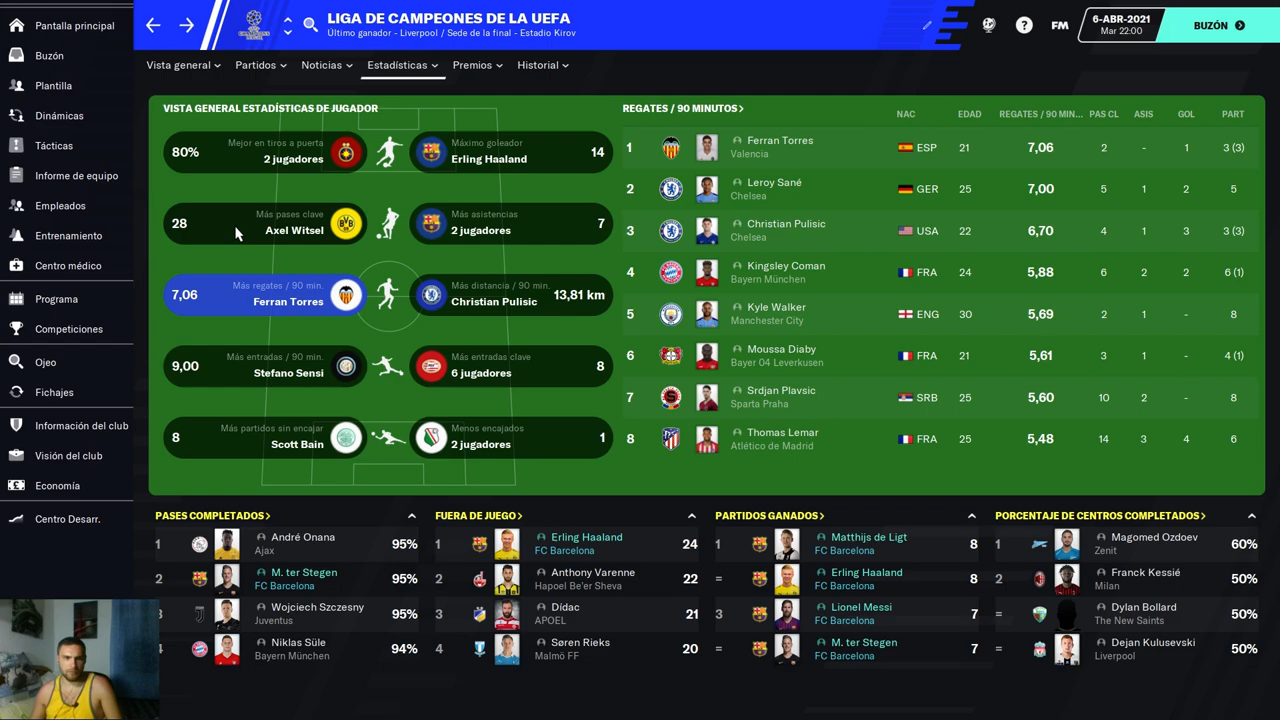 Pantalla principal
Buzón
Plantilla
Dinámicas
Tácticas
Informe de equipo
Empleados
Entrenamiento
Centro médico
Programa
Competiciones
Ojeo
Fichajes
Información del club
Visión del club
Economía
Centro Desarr.
LIGA DE CAMPEONES DE LA UEFA
Último ganador - Liverpool / Sede de la final - Estadio Kirov
FM
6-ABR-2021
Mar 22:00
BUZÓN
Vista general Partidos Noticias Estadísticas Premios Historial
VISTA GENERAL ESTADÍSTICAS DE JUGADOR
80% Mejor en tiros a puerta
2 jugadores
Máximo goleador
Erling Haaland 14
28 Más pases clave
Axel Witsel
Más asistencias
2 jugadores 7
7,06 Más regates / 90 min.
Ferran Torres
Más distancia / 90 min.
Christian Pulisic 13,81 km
9,00 Más entradas / 90 min.
Stefano Sensi
Más entradas clave
6 jugadores 8
8 Más partidos sin encajar
Scott Bain
Menos encajados
2 jugadores 1
REGATES / 90 MINUTOS> NAC EDAD REGATES / 90 MIN... PAS CL ASIS GOL PART
1 Ferran Torres ESP 21 7,06 2 - 1 3 (3)
Valencia
2 Leroy Sané GER 25 7,00 5 1 2 5
Chelsea
3 Christian Pulisic USA 22 6,70 4 1 3 3 (3)
Chelsea
4 Kingsley Coman FRA 24 5,88 6 2 2 6 (1)
Bayern München
5 Kyle Walker ENG 30 5,69 2 1 - 8
Manchester City
6 Moussa Diaby FRA 21 5,61 3 1 - 4 (1)
Bayer 04 Leverkusen
7 Srdjan Plavsic SRB 25 5,60 10 2 - 8
Sparta Praha
8 Thomas Lemar FRA 25 5,48 14 3 4 6
Atlético de Madrid
PASES COMPLETADOS>
1 André Onana 95%
Ajax
2 M. ter Stegen 95%
FC Barcelona
3 Wojciech Szczesny 95%
Juventus
4 Niklas Süle 94%
Bayern München
FUERA DE JUEGO>
1 Erling Haaland 24
FC Barcelona
2 Anthony Varenne 22
Hapoel Be'er Sheva
3 Dídac 21
APOEL
4 Søren Rieks 20
Malmö FF
PARTIDOS GANADOS>
1 Matthijs de Ligt 8
FC Barcelona
= Erling Haaland 8
FC Barcelona
3 Lionel Messi 7
FC Barcelona
= M. ter Stegen 7
FC Barcelona
PORCENTAJE DE CENTROS COMPLETADOS>
1 Magomed Ozdoev 60%
Zenit
2 Franck Kessié 50%
Milan
= Dylan Bollard 50%
The New Saints
= Dejan Kulusevski 50%
Liverpool